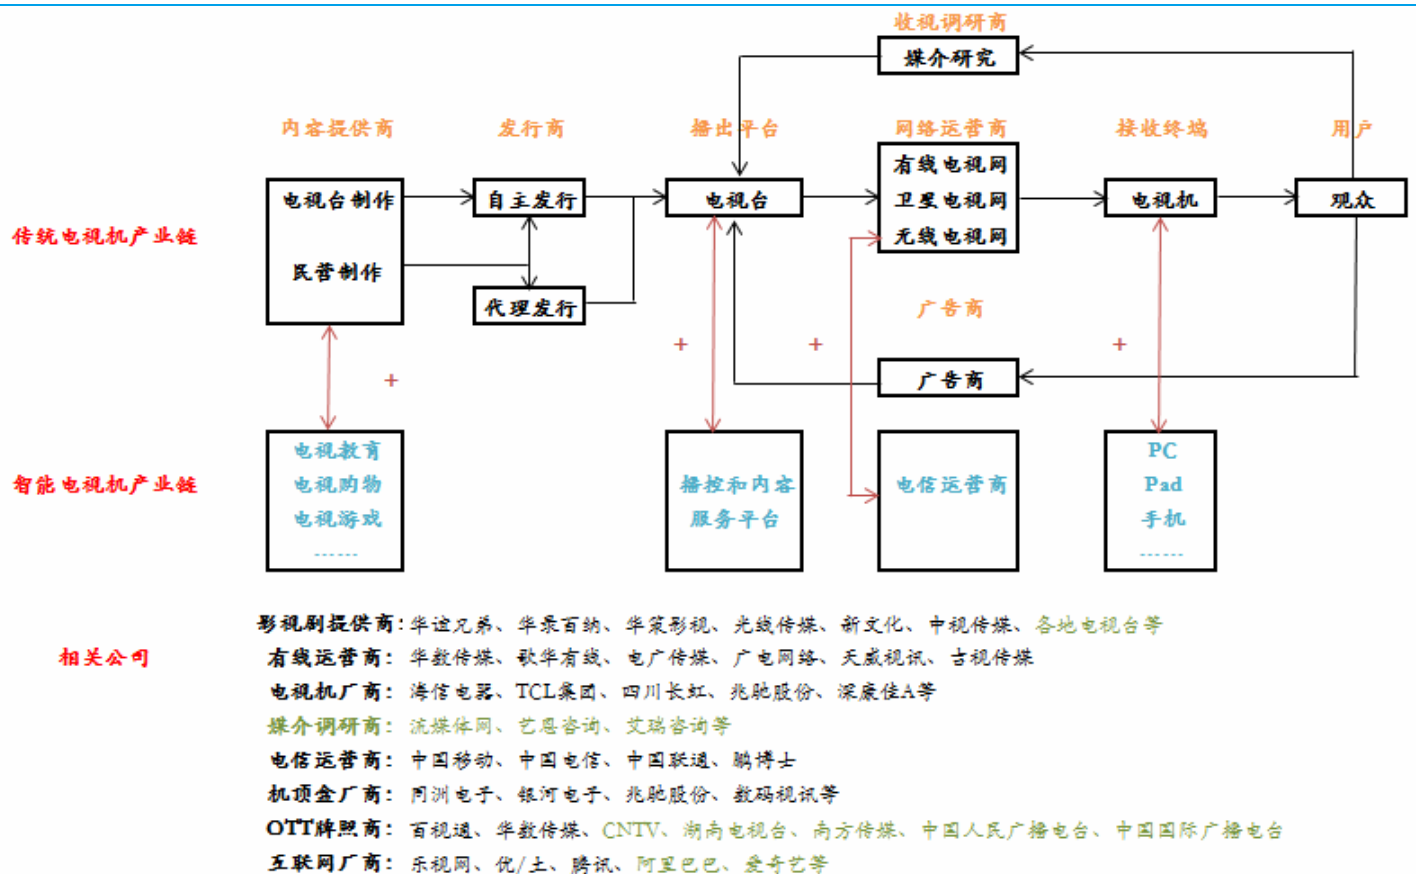 收视调研商
媒介研究
内容提供商
发行商
播出平台
网络运营商
接收终端
用户
传统电视机产业链
电视台制作
民营制作
自主发行
代理发行
电视台
有线电视网
卫星电视网
无线电视网
电视机
观众
广告商
广告商
+
+
+
+
智能电视机产业链
电视教育
电视购物
电视游戏
......
播控和内容
服务平台
电信运营商
PC
Pad
手机
......
相关公司
影视剧提供商：华谊兄弟、华录百纳、华策影视、光线传媒、新文化、中视传媒、各地电视台等
有线运营商：华数传媒、歌华有线、电广传媒、广电网络、天威视讯、吉视传媒
电视机厂商：海信电器、TCL集团、四川长虹、兆驰股份、深康佳A等
媒介调研商：流媒体网、艺恩咨询、艾瑞咨询等
电信运营商：中国移动、中国电信、中国联通、鹏博士
机顶盒厂商：同洲电子、银河电子、兆驰股份、数码视讯等
OTT牌照商：百视通、华数传媒、CNTV、湖南电视台、南方传媒、中国人民广播电台、中国国际广播电台
互联网厂商：乐视网、优/土、腾讯、阿里巴巴、爱奇艺等